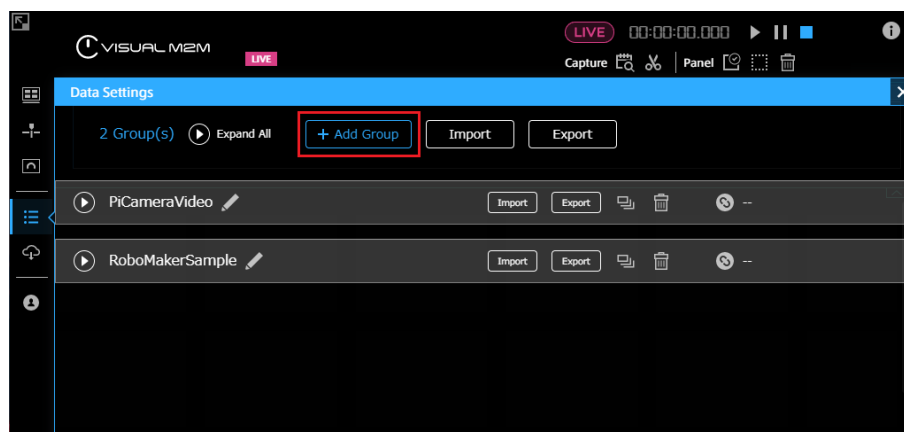 VISUAL M2M
LIVE
LIVE 00:00:00.000
Capture Panel
Data Settings
2 Group(s) Expand All + Add Group Import Export
PiCameraVideo Import Export --
RoboMakerSample Import Export --